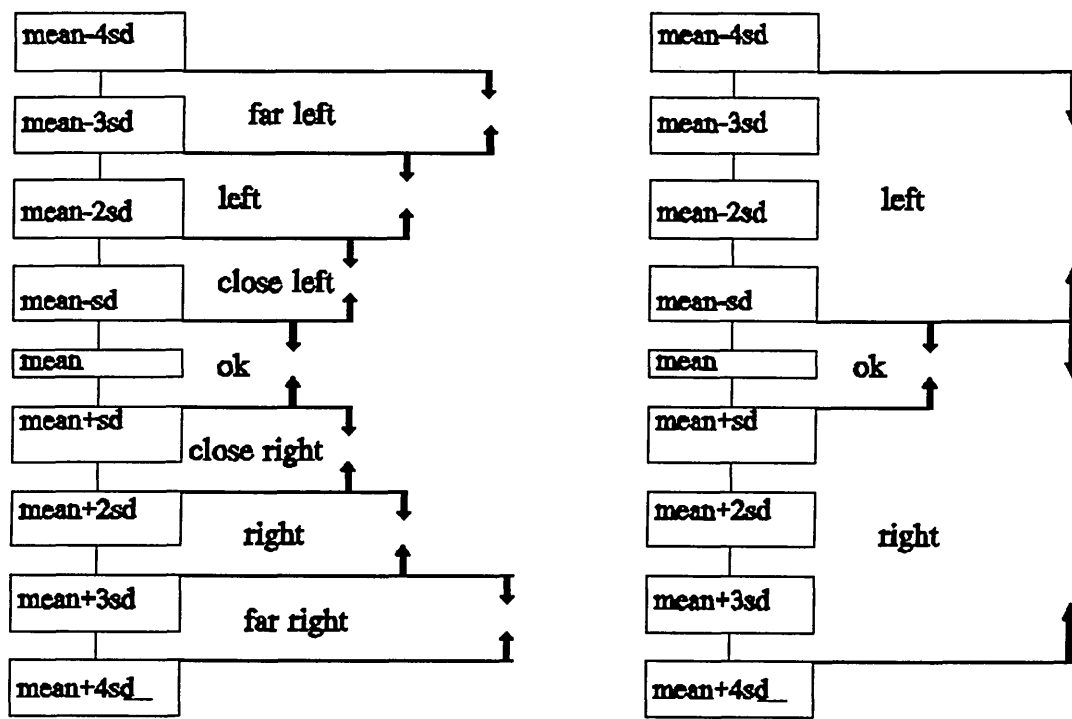 mean-4sd
far left
mean-3sd
left
mean-2sd
close left
mean-sd
ok
mean
mean+sd
close right
mean+2sd
right
mean+3sd
far right
mean+4sd_
mean-4sd
mean-3sd
left
mean-2sd
mean-sd
ok
mean
mean+sd
mean+2sd
right
mean+3sd
mean+4sd_